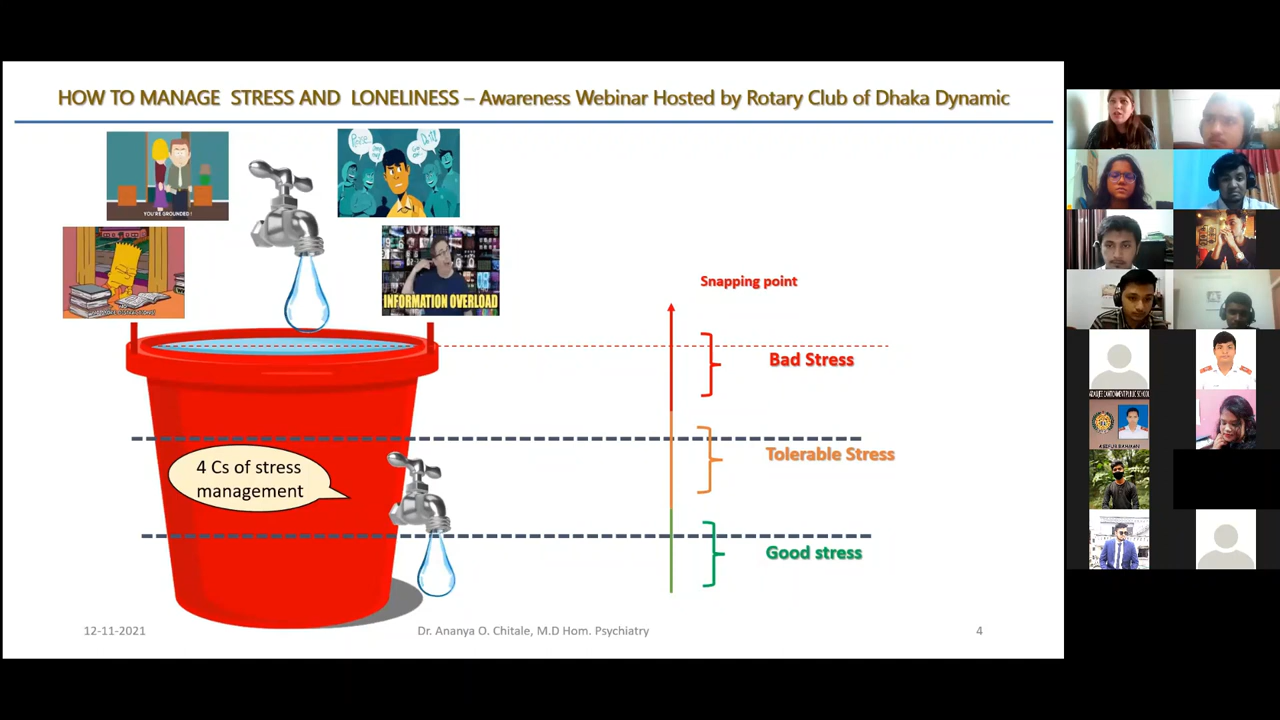 HOW TO MANAGE STRESS AND LONELINESS – Awareness Webinar Hosted by Rotary Club of Dhaka Dynamic
YOU'RE GROUNDED !
INFORMATION OVERLOAD
Snapping point
Bad Stress
Tolerable Stress
4 Cs of stress
management
Good stress
12-11-2021
Dr. Ananya O. Chitale, M.D Hom. Psychiatry
4